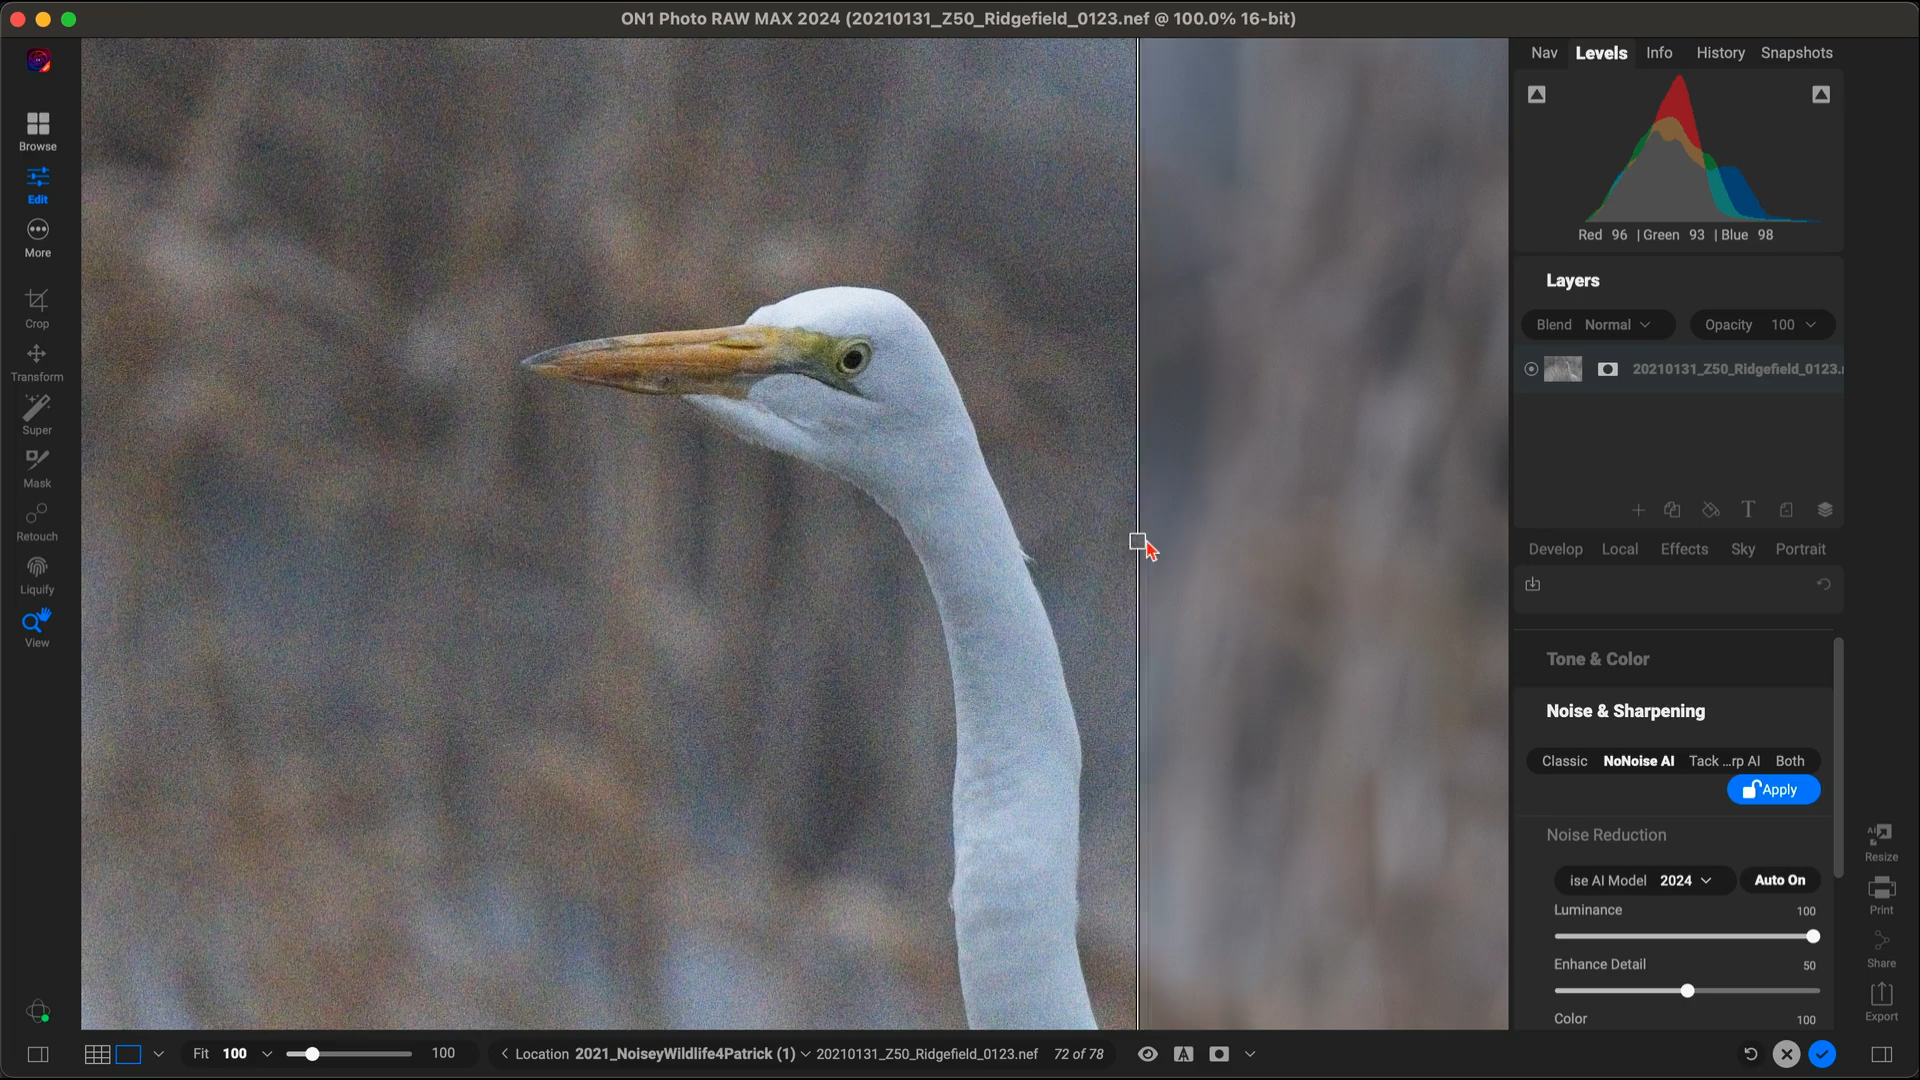 ON1 Photo RAW MAX 2024 (20210131_Z50_Ridgefield_0123.nef @ 100.0% 16-bit)
Browse
Edit
More
Crop
Transform
Super
Mask
Retouch
Liquify
View
Nav Levels Info History Snapshots
Red 96 | Green 93 | Blue 98
Layers
Blend Normal Opacity 100
20210131_Z50_Ridgefield_0123.
T
Develop Local Effects Sky Portrait
Tone & Color
Noise & Sharpening
Classic NoNoise AI Tack ...rp AI Both
Apply
Noise Reduction
ise AI Model 2024 Auto On
Luminance 100
Enhance Detail 50
Color 100
AI
Resize
Print
Share
Export
Fit 100 100 Location 2021_NoiseyWildlife4Patrick (1) 20210131_Z50_Ridgefield_0123.nef 72 of 78 A